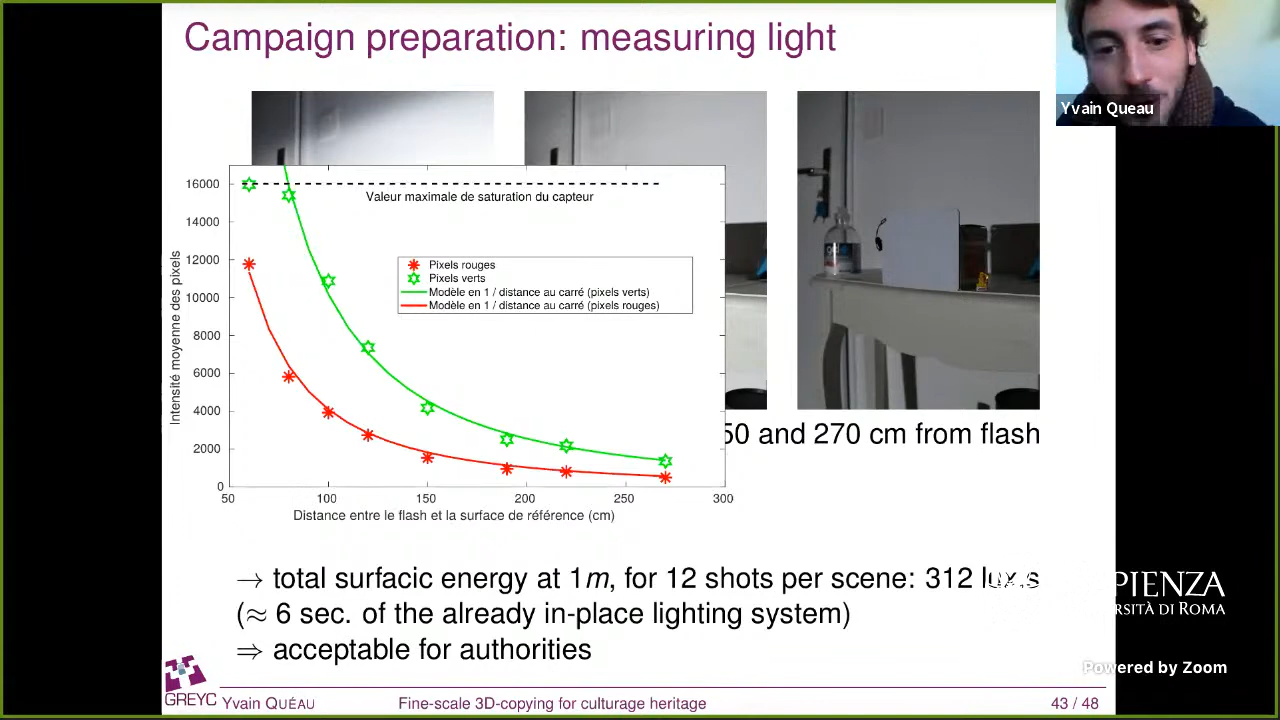 Campaign preparation: measuring light
Yvain Queau
16000
14000
12000
10000
8000
6000
4000
2000
0
Intensité moyenne des pixels
Valeur maximale de saturation du capteur
Pixels rouges
Pixels verts
Modèle en 1 / distance au carré (pixels verts)
Modèle en 1 / distance au carré (pixels rouges)
50 100 150 200 250 300
Distance entre le flash et la surface de référence (cm)
50 and 270 cm from flash
→ total surfacic energy at 1m, for 12 shots per scene: 312 lux.s
(≈ 6 sec. of the already in-place lighting system)
⇒ acceptable for authorities
PIENZA
RSITÀ DI ROMA
Powered by Zoom
GREYC
Yvain QUÉAU Fine-scale 3D-copying for culturage heritage 43 / 48